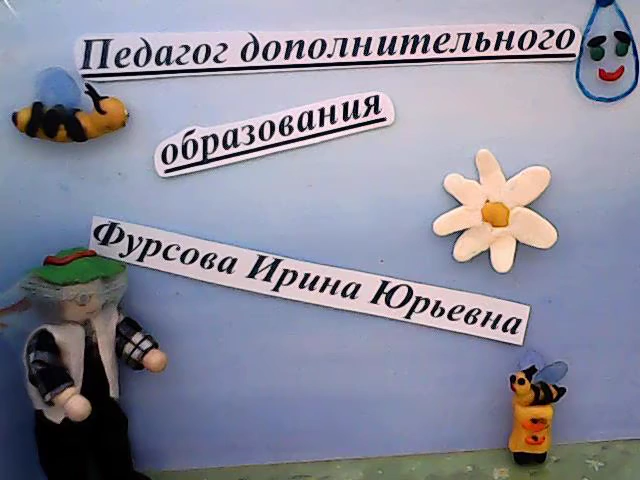 Педагог дополнительного
образования
Фурсова Ирина Юрьевна